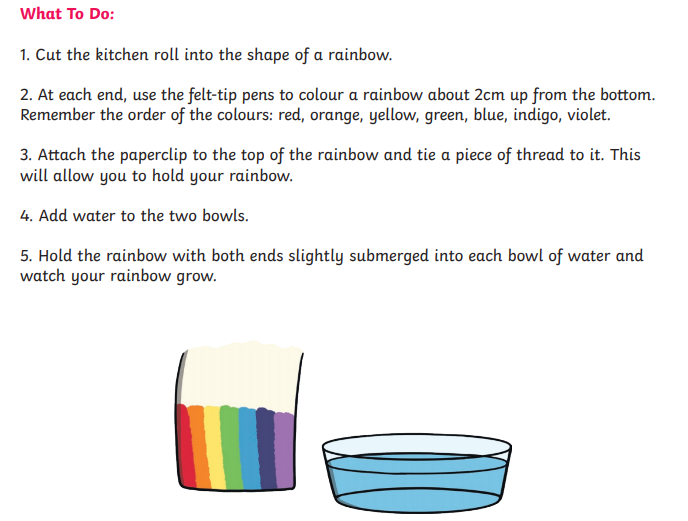 What To Do:
1. Cut the kitchen roll into the shape of a rainbow.
2. At each end, use the felt-tip pens to colour a rainbow about 2cm up from the bottom.
Remember the order of the colours: red, orange, yellow, green, blue, indigo, violet.
3. Attach the paperclip to the top of the rainbow and tie a piece of thread to it. This
will allow you to hold your rainbow.
4. Add water to the two bowls.
5. Hold the rainbow with both ends slightly submerged into each bowl of water and
watch your rainbow grow.